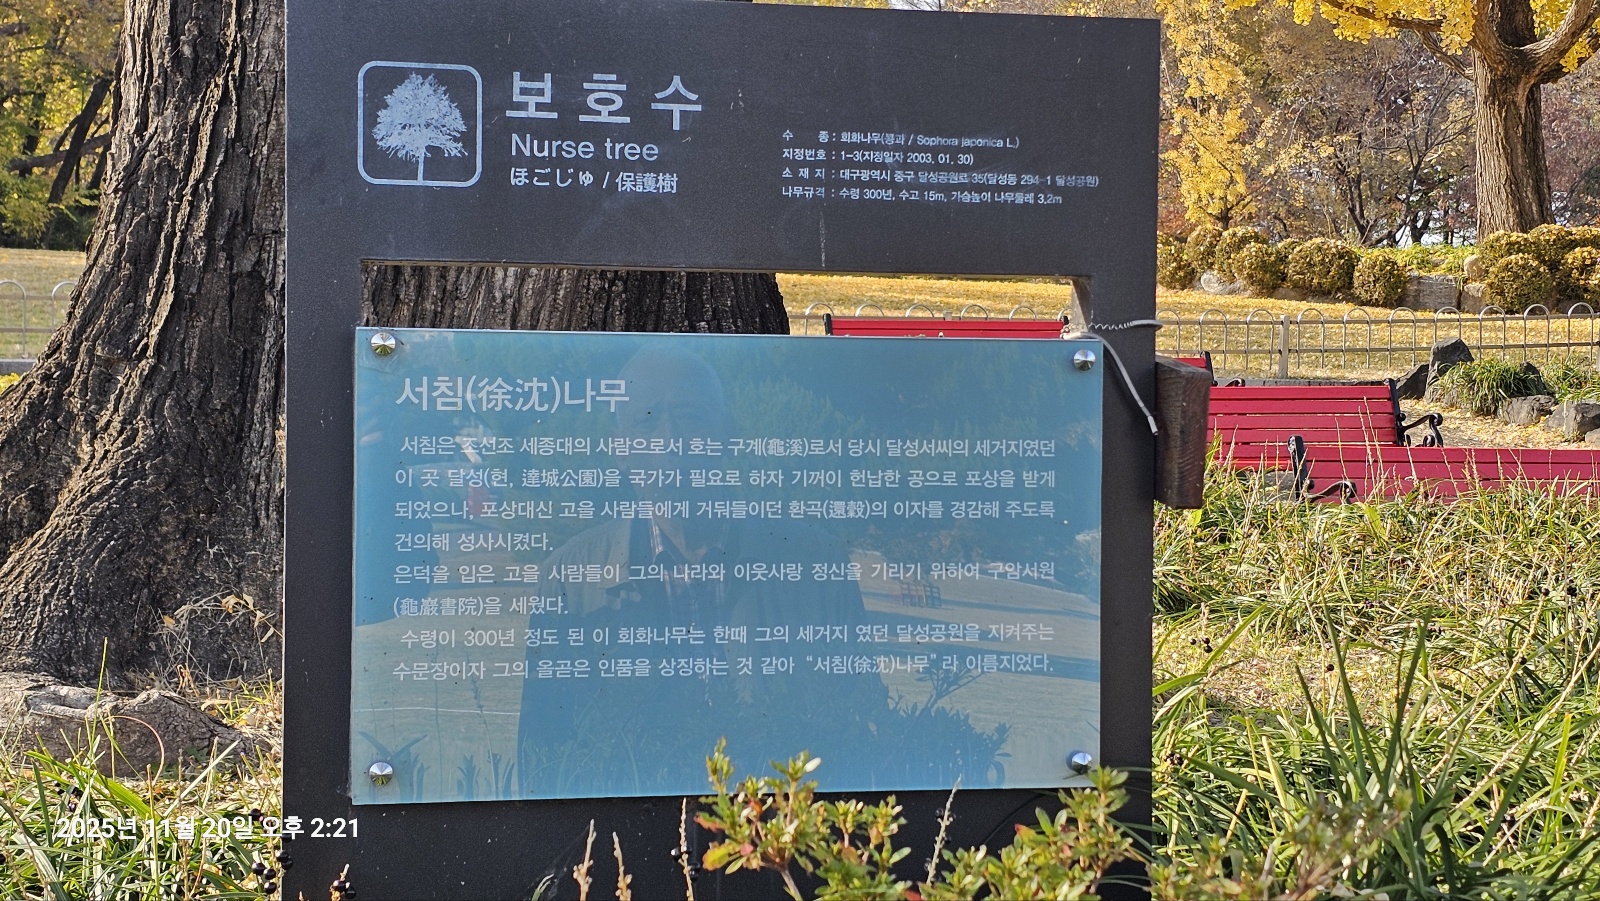 보호수
Nurse tree
ほごじゅ / 保護樹
수 종 : 회화나무(콩과 / Sophora japonica L.)
지정번호 : 1-3(지정일자 2003. 01. 30)
소 재 지 : 대구광역시 중구 달성공원로 35(달성동 294-1 달성공원)
나무규격 : 수령 300년, 수고 15m, 가슴높이 나무둘레 3.2m
서침(徐沈)나무
서침은 조선조 세종대의 사람으로서 호는 구계(龜溪)로서 당시 달성서씨의 세거지였던
이 곳 달성(현, 達城公園)을 국가가 필요로 하자 기꺼이 헌납한 공으로 포상을 받게
되었으나, 포상대신 고을 사람들에게 거둬들이던 환곡(還穀)의 이자를 경감해 주도록
건의해 성사시켰다.
은덕을 입은 고을 사람들이 그의 나라와 이웃사랑 정신을 기리기 위하여 구암서원
(龜巖書院)을 세웠다.
수령이 300년 정도 된 이 회화나무는 한때 그의 세거지 였던 달성공원을 지켜주는
수문장이자 그의 올곧은 인품을 상징하는 것 같아 “서침(徐沈)나무” 라 이름지었다.
2025년 11월 20일 오후 2:21